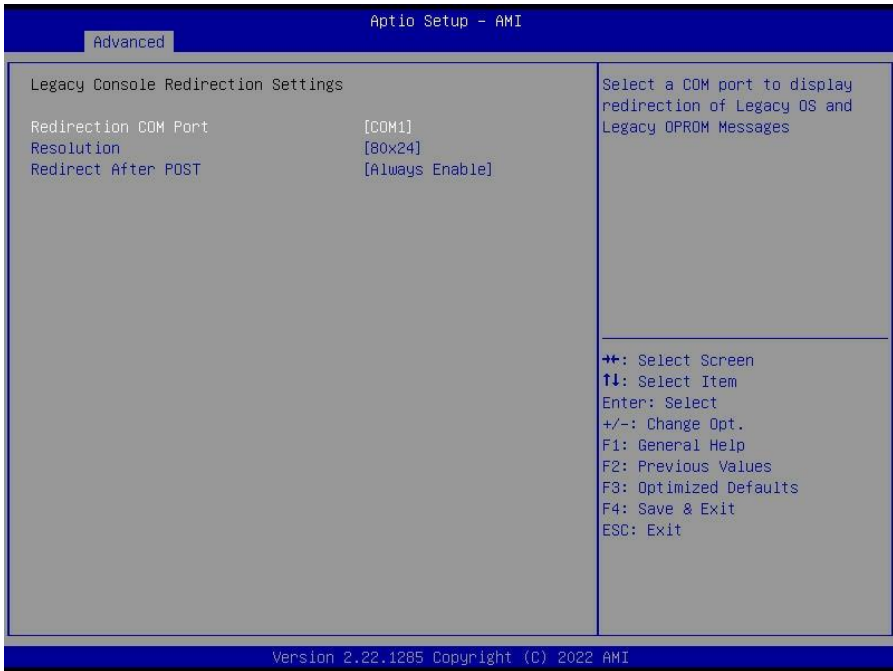 Aptio Setup – AMI
Advanced
Legacy Console Redirection Settings
Redirection COM Port [COM1]
Resolution [80x24]
Redirect After POST [Always Enable]
Select a COM port to display
redirection of Legacy OS and
Legacy OPROM Messages
→←: Select Screen
↑↓: Select Item
Enter: Select
+/-: Change Opt.
F1: General Help
F2: Previous Values
F3: Optimized Defaults
F4: Save & Exit
ESC: Exit
Version 2.22.1285 Copyright (C) 2022 AMI